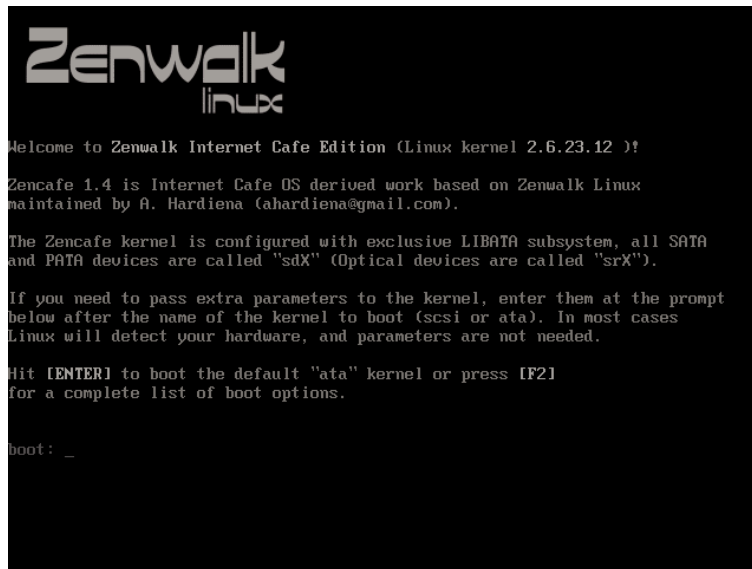 Zenwalk
linux
Welcome to Zenwalk Internet Cafe Edition (Linux kernel 2.6.23.12 )!
Zencafe 1.4 is Internet Cafe OS derived work based on Zenwalk Linux
maintained by A. Hardiena (ahardiena@gmail.com).
The Zencafe kernel is configured with exclusive LIBATA subsystem, all SATA
and PATA devices are called "sdX" (Optical devices are called "srX").
If you need to pass extra parameters to the kernel, enter them at the prompt
below after the name of the kernel to boot (scsi or ata). In most cases
Linux will detect your hardware, and parameters are not needed.
Hit [ENTER] to boot the default "ata" kernel or press [F2]
for a complete list of boot options.
boot: _